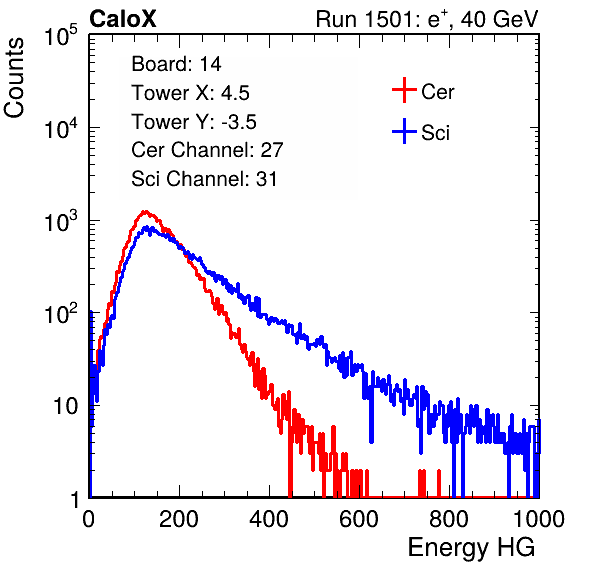 CaloX
Run 1501: e+, 40 GeV
Counts
Board: 14
Tower X: 4.5
Tower Y: -3.5
Cer Channel: 27
Sci Channel: 31
Cer
Sci
10^5
10^4
10^3
10^2
10
1
0 200 400 600 800 1000
Energy HG